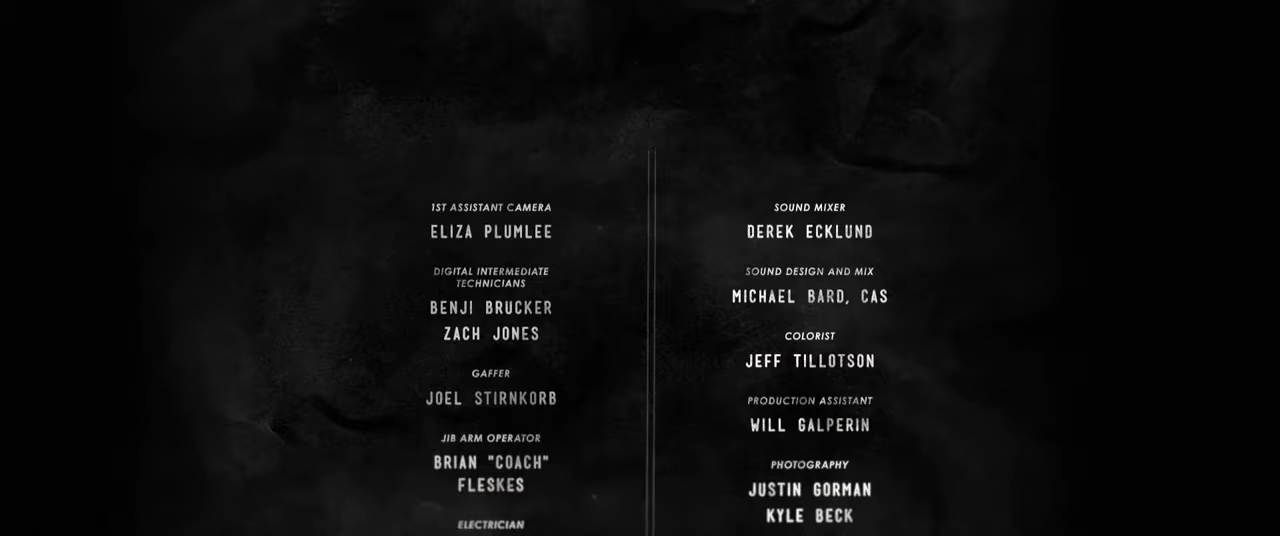 1ST ASSISTANT CAMERA
ELIZA PLUMLEE
DIGITAL INTERMEDIATE
TECHNICIANS
BENJI BRUCKER
ZACH JONES
GAFFER
JOEL STIRNKORB
JIB ARM OPERATOR
BRIAN "COACH"
FLESKES
ELECTRICIAN
SOUND MIXER
DEREK ECKLUND
SOUND DESIGN AND MIX
MICHAEL BARD, CAS
COLORIST
JEFF TILLOTSON
PRODUCTION ASSISTANT
WILL GALPERIN
PHOTOGRAPHY
JUSTIN GORMAN
KYLE BECK